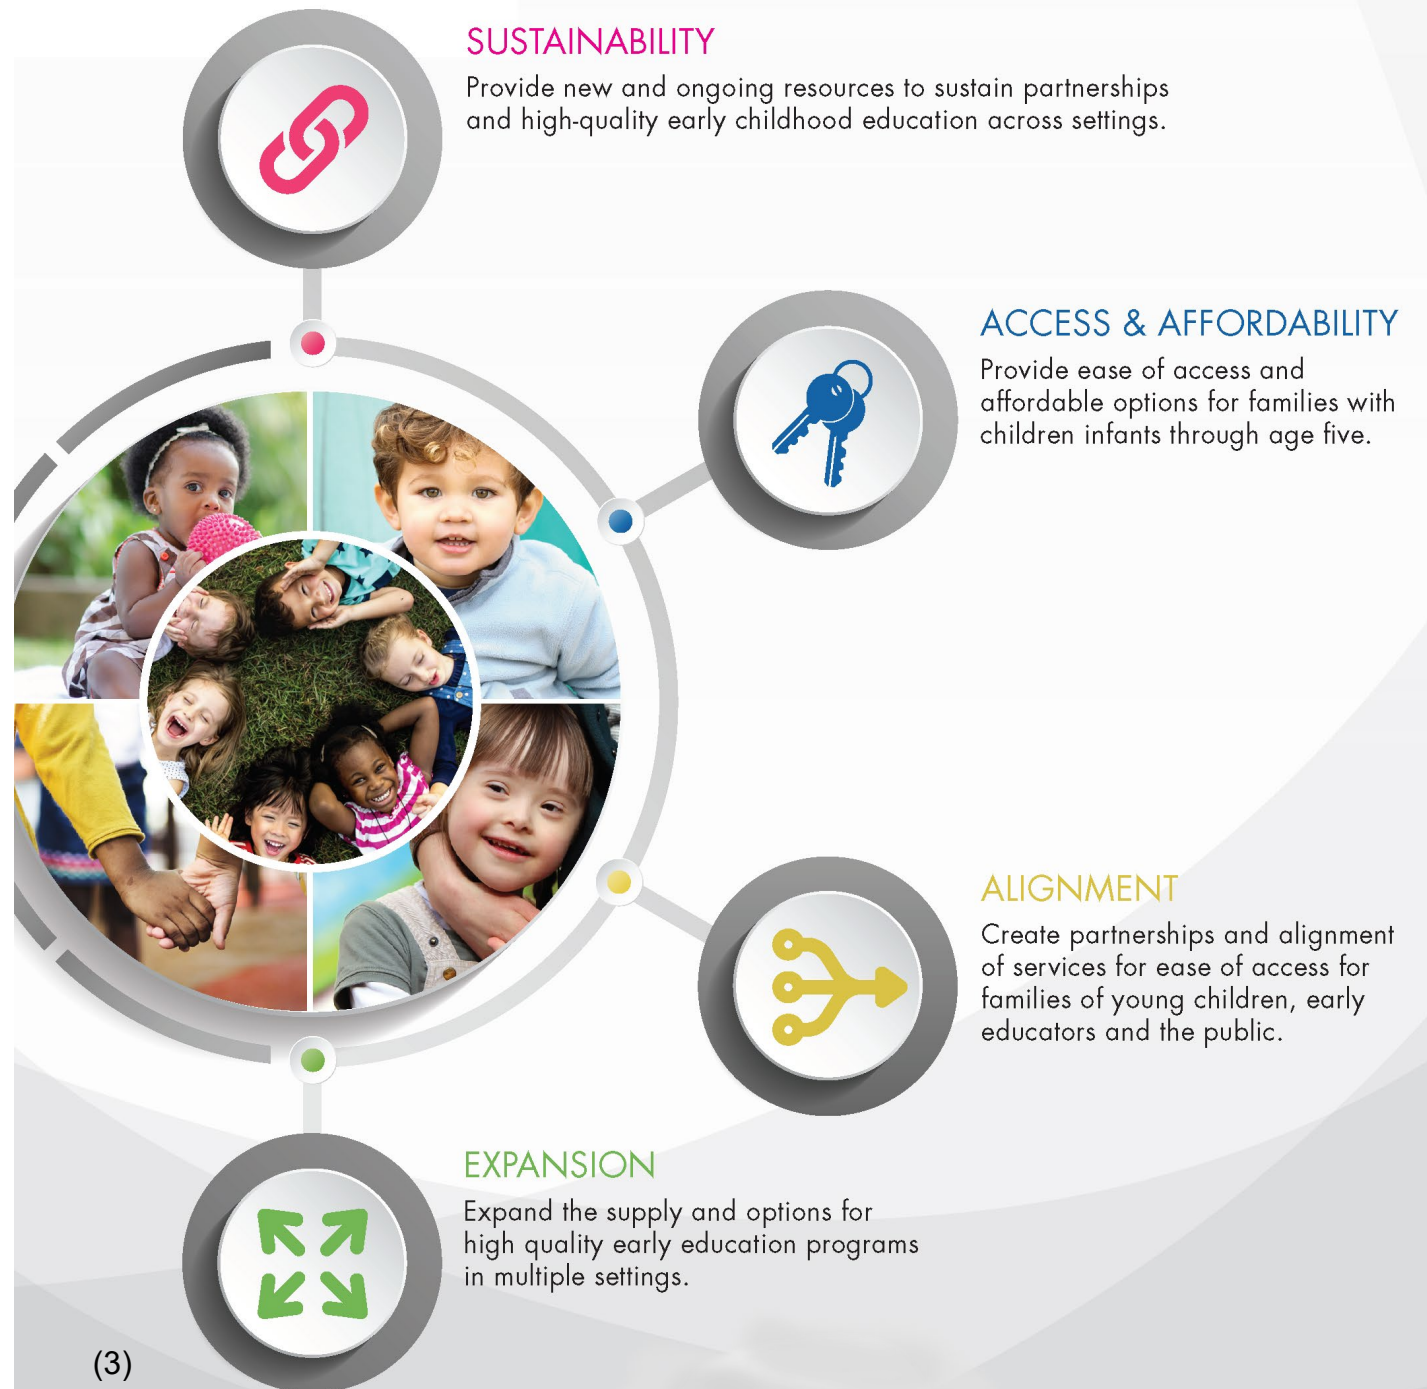 SUSTAINABILITY
Provide new and ongoing resources to sustain partnerships
and high-quality early childhood education across settings.
ACCESS & AFFORDABILITY
Provide ease of access and
affordable options for families with
children infants through age five.
ALIGNMENT
Create partnerships and alignment
of services for ease of access for
families of young children, early
educators and the public.
EXPANSION
Expand the supply and options for
high quality early education programs
in multiple settings.
(3)